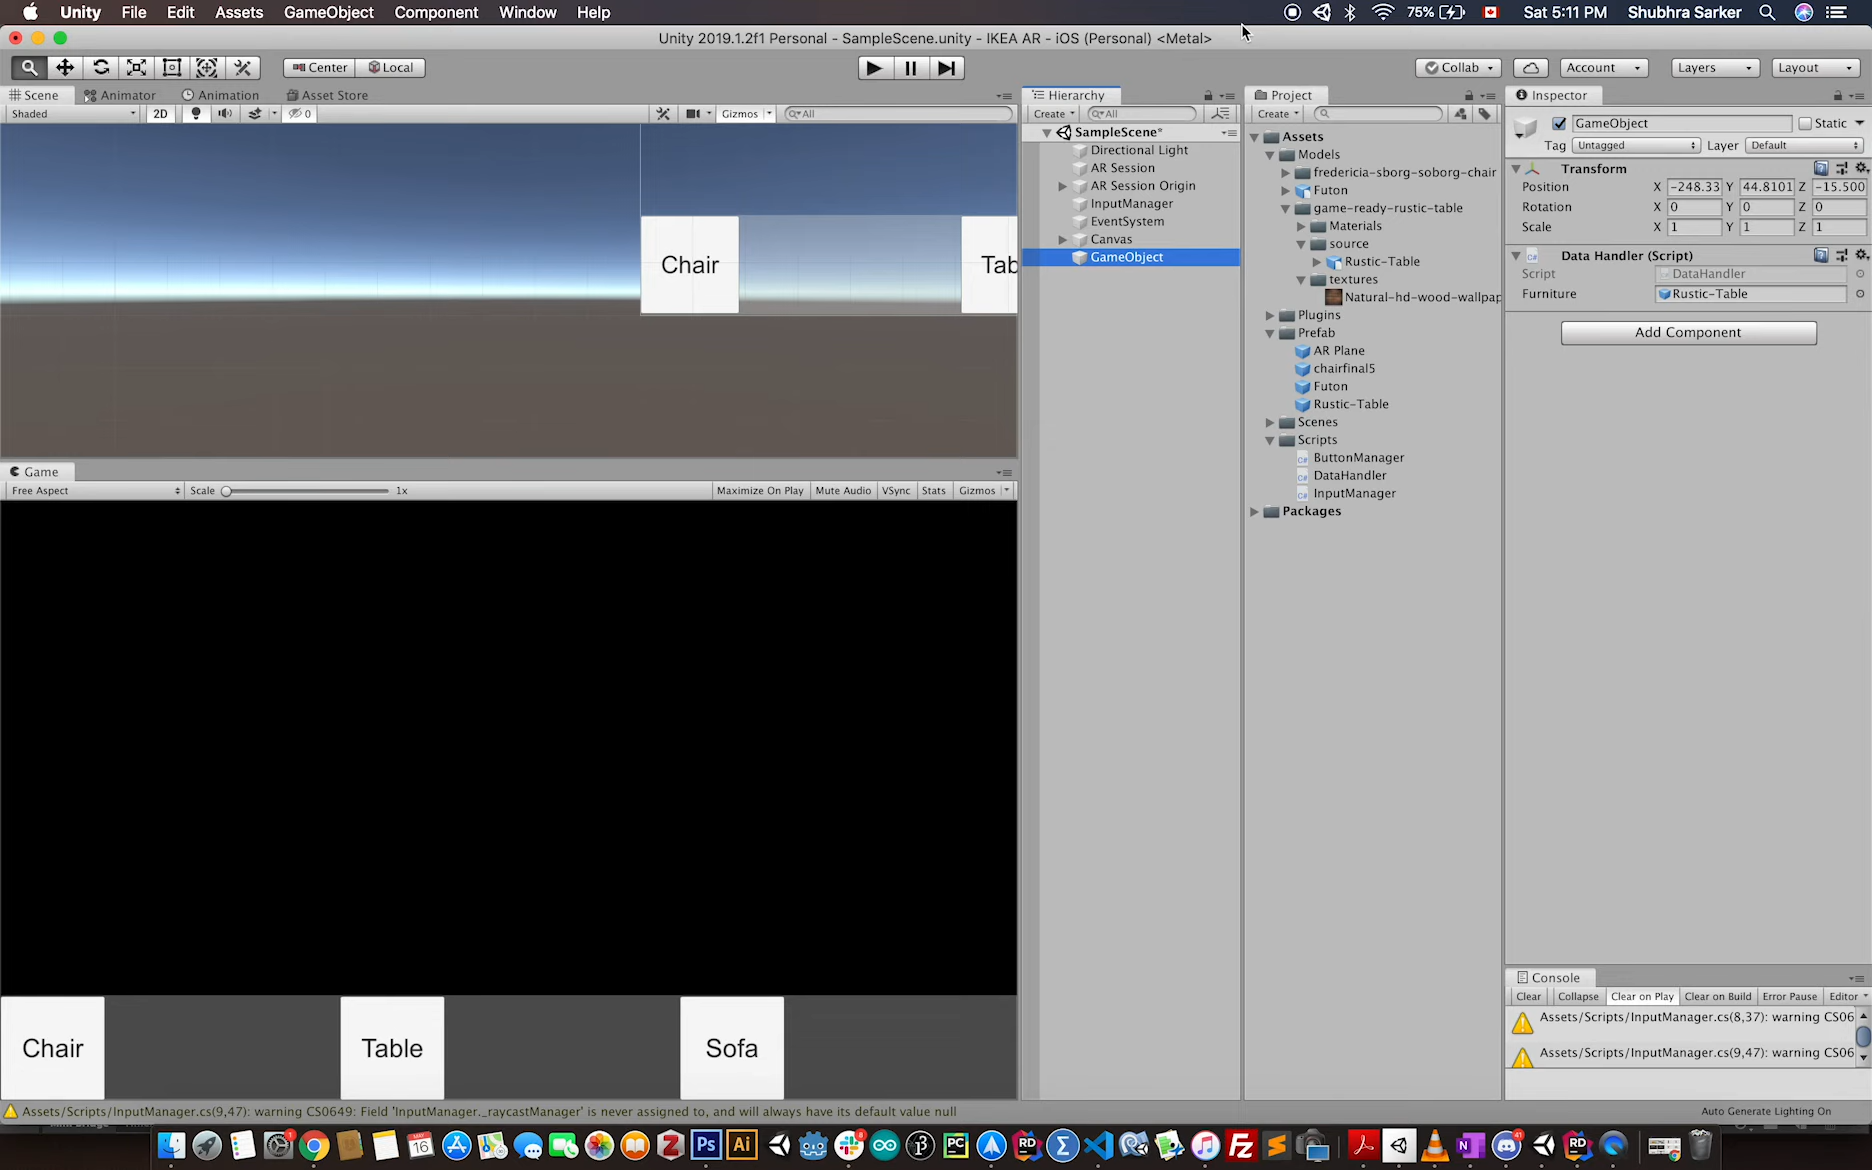 Unity File Edit Assets GameObject Component Window Help 75% Sat 5:11 PM Shubhra Sarker
Unity 2019.1.2f1 Personal - SampleScene.unity - IKEA AR - iOS (Personal) <Metal>
Center Local Collab Account Layers Layout
Scene Animator Animation Asset Store
Shaded 2D 0 Gizmos All
Chair
Tab
Game
Free Aspect Scale 1x Maximize On Play Mute Audio VSync Stats Gizmos
Chair Table Sofa
Hierarchy
Create All
SampleScene*
Directional Light
AR Session
AR Session Origin
InputManager
EventSystem
Canvas
GameObject
Project
Create
Assets
Models
fredericia-sborg-soborg-chair
Futon
game-ready-rustic-table
Materials
source
Rustic-Table
textures
Natural-hd-wood-wallpap
Plugins
Prefab
AR Plane
chairfinal5
Futon
Rustic-Table
Scenes
Scripts
ButtonManager
DataHandler
InputManager
Packages
Inspector
GameObject Static
Tag Untagged Layer Default
Transform
Position X -248.33 Y 44.8101 Z -15.500
Rotation X 0 Y 0 Z 0
Scale X 1 Y 1 Z 1
Data Handler (Script)
Script DataHandler
Furniture Rustic-Table
Add Component
Console
Clear Collapse Clear on Play Clear on Build Error Pause Editor
Assets/Scripts/InputManager.cs(8,37): warning CS06
Assets/Scripts/InputManager.cs(9,47): warning CS06
Assets/Scripts/InputManager.cs(9,47): warning CS0649: Field 'InputManager._raycastManager' is never assigned to, and will always have its default value null
Auto Generate Lighting On